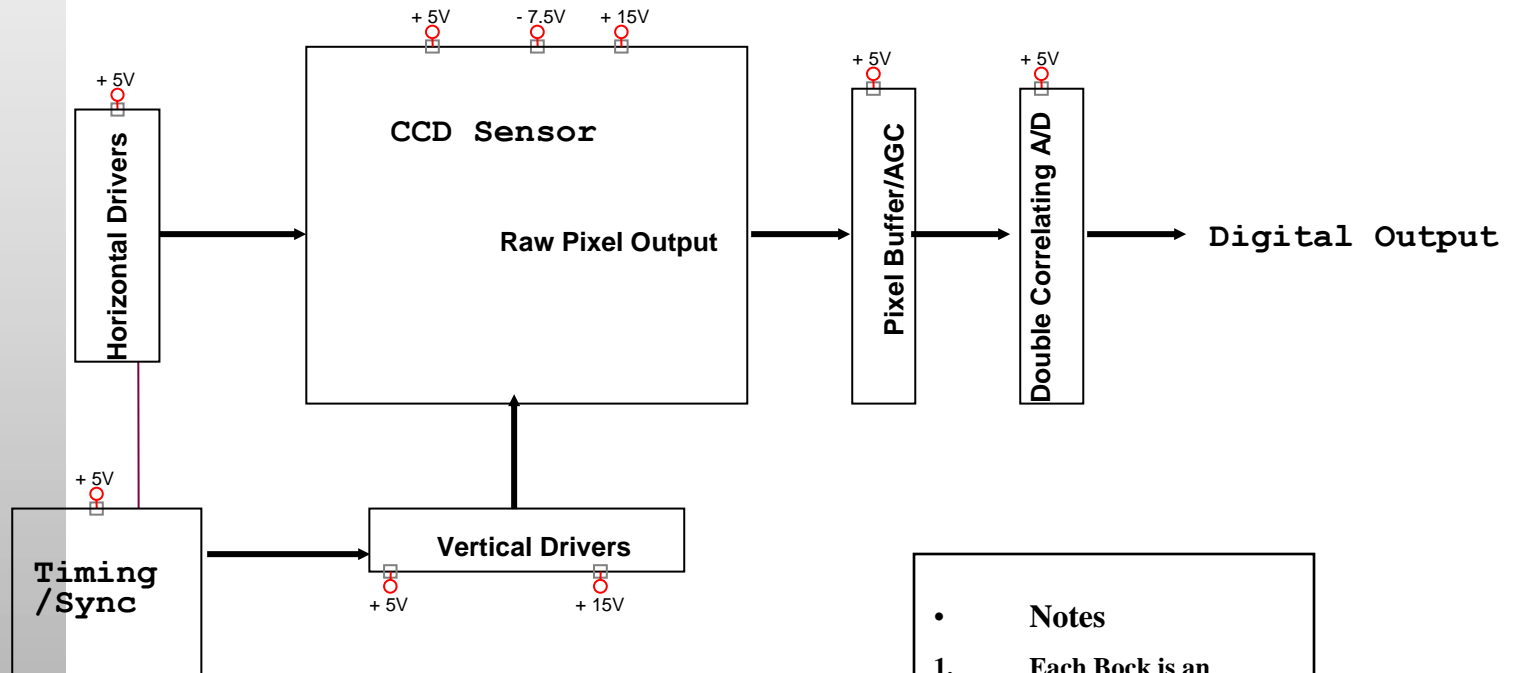 + 5V
- 7.5V
+ 15V
+ 5V
+ 5V
+ 5V
CCD Sensor
Horizontal Drivers
Raw Pixel Output
Pixel Buffer/AGC
Double Correlating A/D
Digital Output
+ 5V
Timing
/Sync
Vertical Drivers
+ 5V
+ 15V
• Notes
1. Each Bock is an